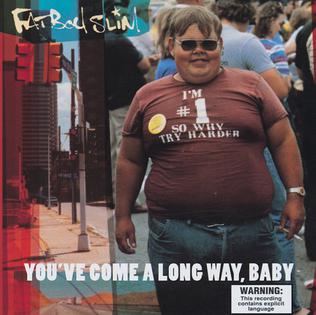 FATBOY SLIM
I'M
#1
SO WHY
TRY HARDER
YOU'VE COME A LONG WAY, BABY
WARNING:
This recording
contains explicit
language